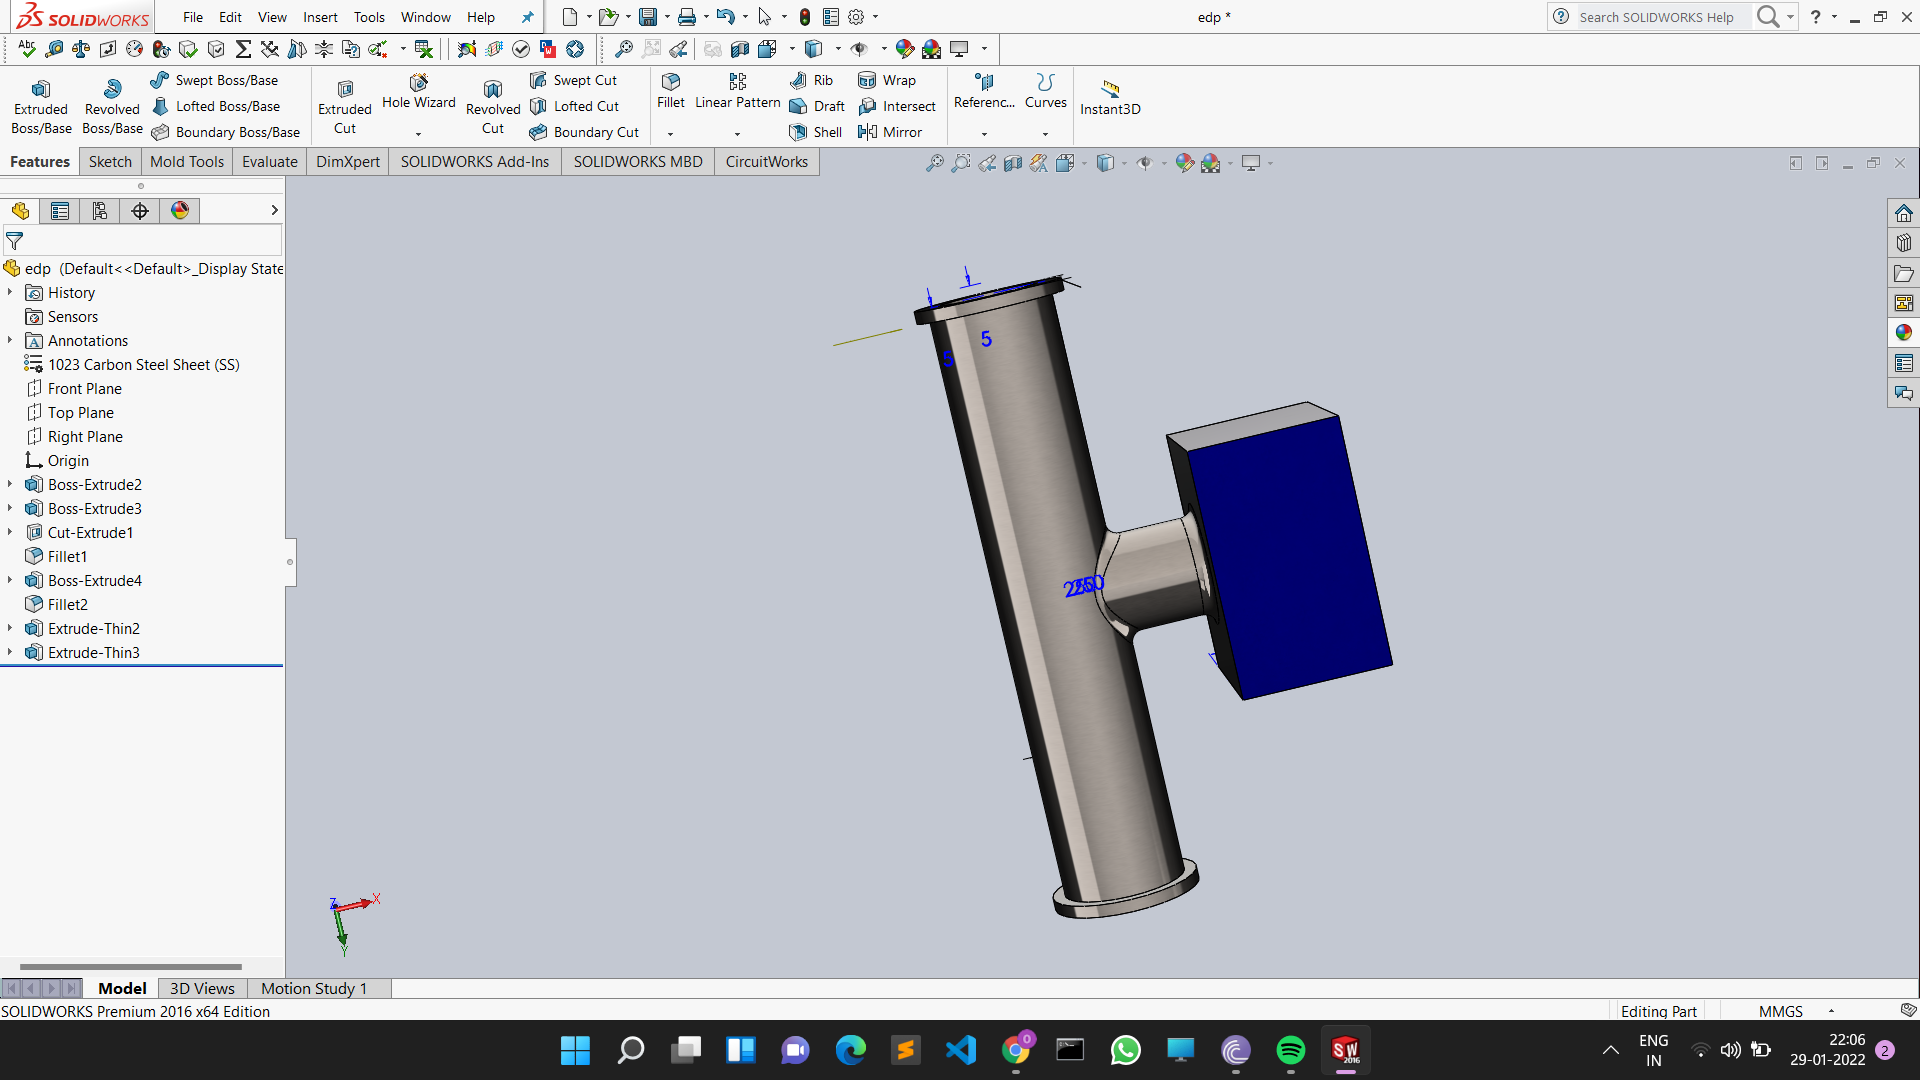 SOLIDWORKS File Edit View Insert Tools Window Help edp * Search SOLIDWORKS Help ?
Abc
Extruded Boss/Base
Revolved Boss/Base
Swept Boss/Base
Lofted Boss/Base
Boundary Boss/Base
Extruded Cut
Hole Wizard
Revolved Cut
Swept Cut
Lofted Cut
Boundary Cut
Fillet
Linear Pattern
Rib
Draft
Shell
Wrap
Intersect
Mirror
Referenc...
Curves
Instant3D
Features Sketch Mold Tools Evaluate DimXpert SOLIDWORKS Add-Ins SOLIDWORKS MBD CircuitWorks
edp (Default<<Default>_Display State
History
Sensors
Annotations
1023 Carbon Steel Sheet (SS)
Front Plane
Top Plane
Right Plane
Origin
Boss-Extrude2
Boss-Extrude3
Cut-Extrude1
Fillet1
Boss-Extrude4
Fillet2
Extrude-Thin2
Extrude-Thin3
5
5
Z X
Y
Model 3D Views Motion Study 1
SOLIDWORKS Premium 2016 x64 Edition Editing Part MMGS
SW 2016
ENG
IN
22:06
29-01-2022
2